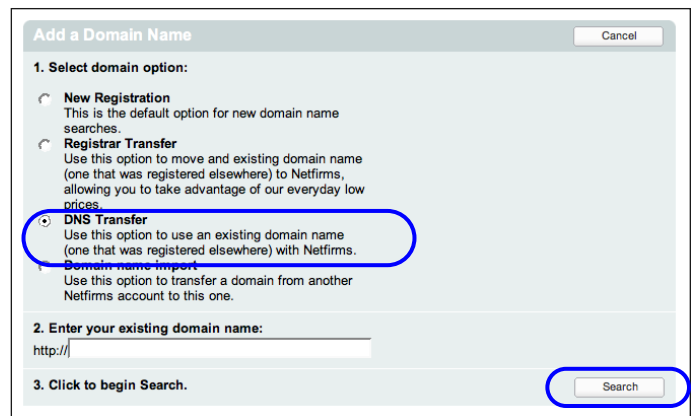 Add a Domain Name
Cancel
1. Select domain option:
New Registration
This is the default option for new domain name
searches.
Registrar Transfer
Use this option to move and existing domain name
(one that was registered elsewhere) to Netfirms,
allowing you to take advantage of our everyday low
prices.
DNS Transfer
Use this option to use an existing domain name
(one that was registered elsewhere) with Netfirms.
Domain name import
Use this option to transfer a domain from another
Netfirms account to this one.
2. Enter your existing domain name:
http://
3. Click to begin Search.
Search